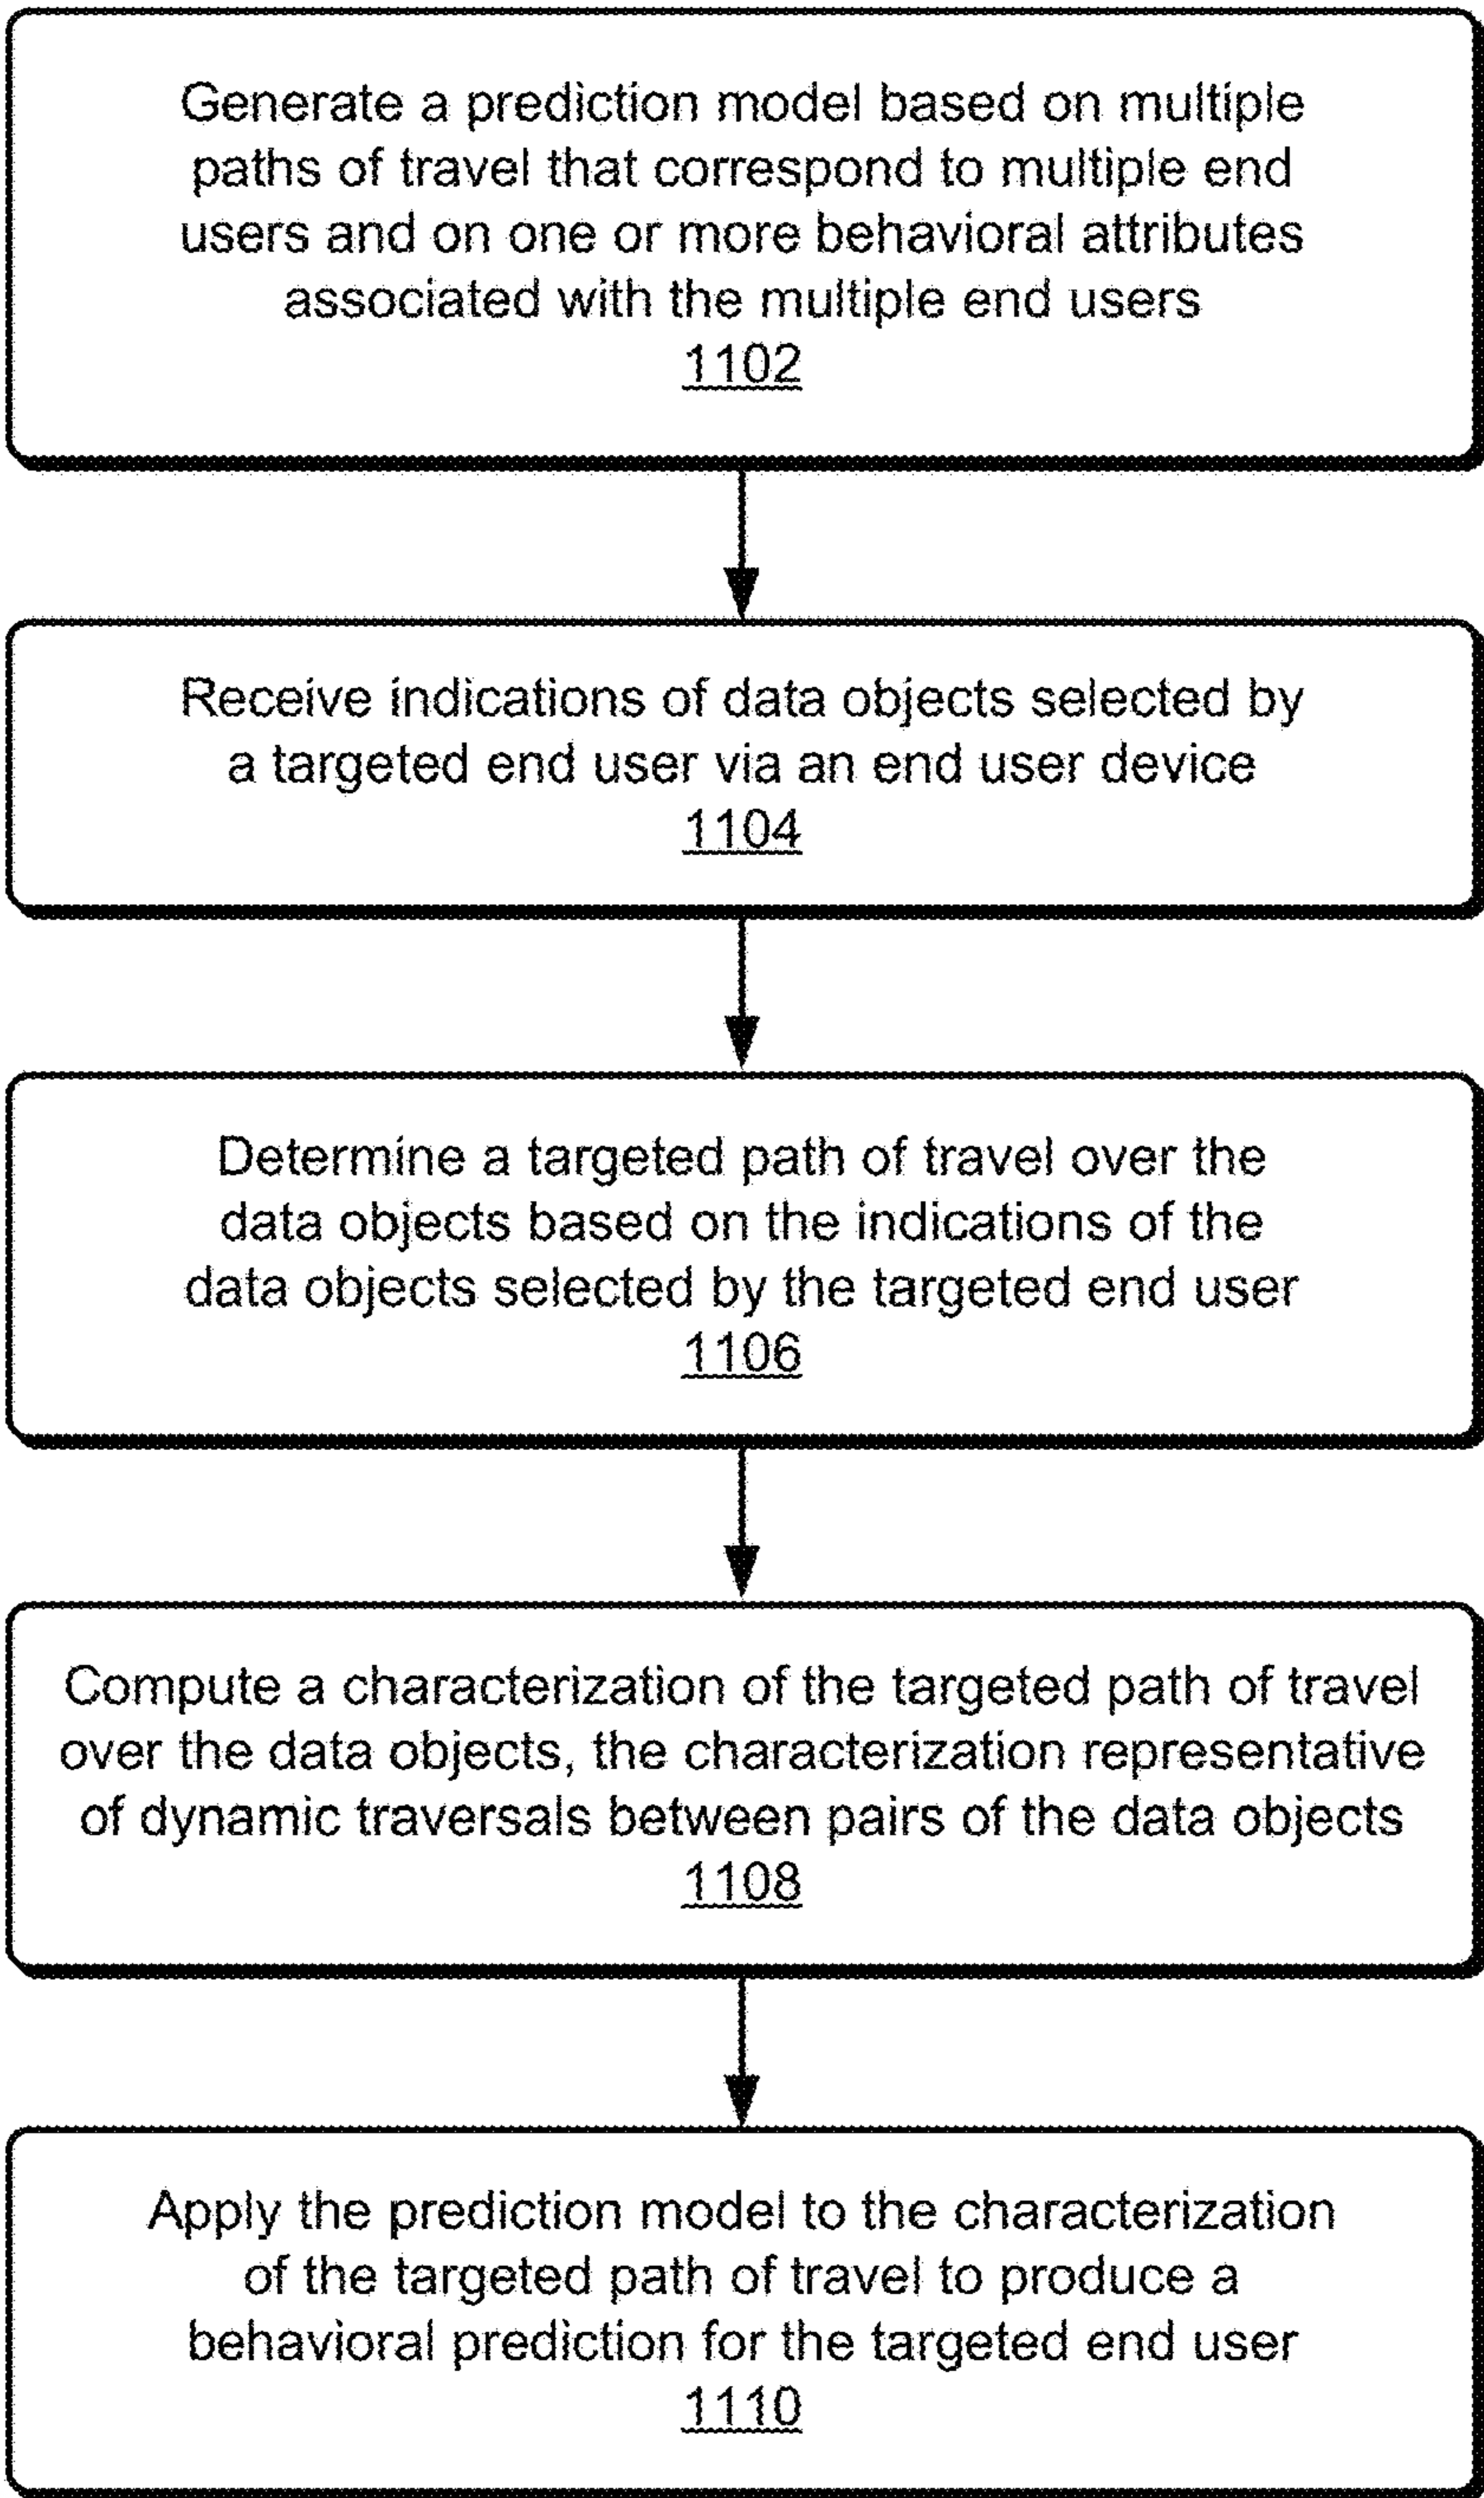 Generate a prediction model based on multiple
paths of travel that correspond to multiple end
users and on one or more behavioral attributes
associated with the multiple end users
1102
Receive indications of data objects selected by
a targeted end user via an end user device
1104
Determine a targeted path of travel over the
data objects based on the indications of the
data objects selected by the targeted end user
1106
Compute a characterization of the targeted path of travel
over the data objects, the characterization representative
of dynamic traversals between pairs of the data objects
1108
Apply the prediction model to the characterization
of the targeted path of travel to produce a
behavioral prediction for the targeted end user
1110